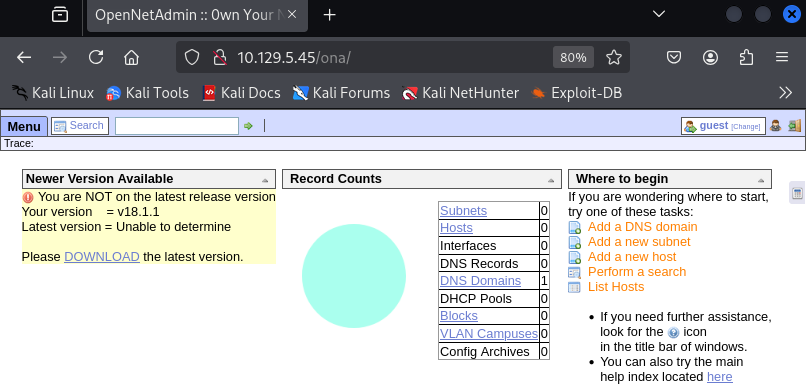 OpenNetAdmin :: 0wn Your N
10.129.5.45/ona/
80%
Kali Linux
Kali Tools
Kali Docs
Kali Forums
Kali NetHunter
Exploit-DB
Menu
Search
guest [Change]
Trace:
Newer Version Available
You are NOT on the latest release version
Your version = v18.1.1
Latest version = Unable to determine
Please DOWNLOAD the latest version.
Record Counts
Subnets 0
Hosts 0
Interfaces 0
DNS Records 0
DNS Domains 1
DHCP Pools 0
Blocks 0
VLAN Campuses 0
Config Archives 0
Where to begin
If you are wondering where to start,
try one of these tasks:
Add a DNS domain
Add a new subnet
Add a new host
Perform a search
List Hosts
• If you need further assistance,
look for the ? icon
in the title bar of windows.
• You can also try the main
help index located here